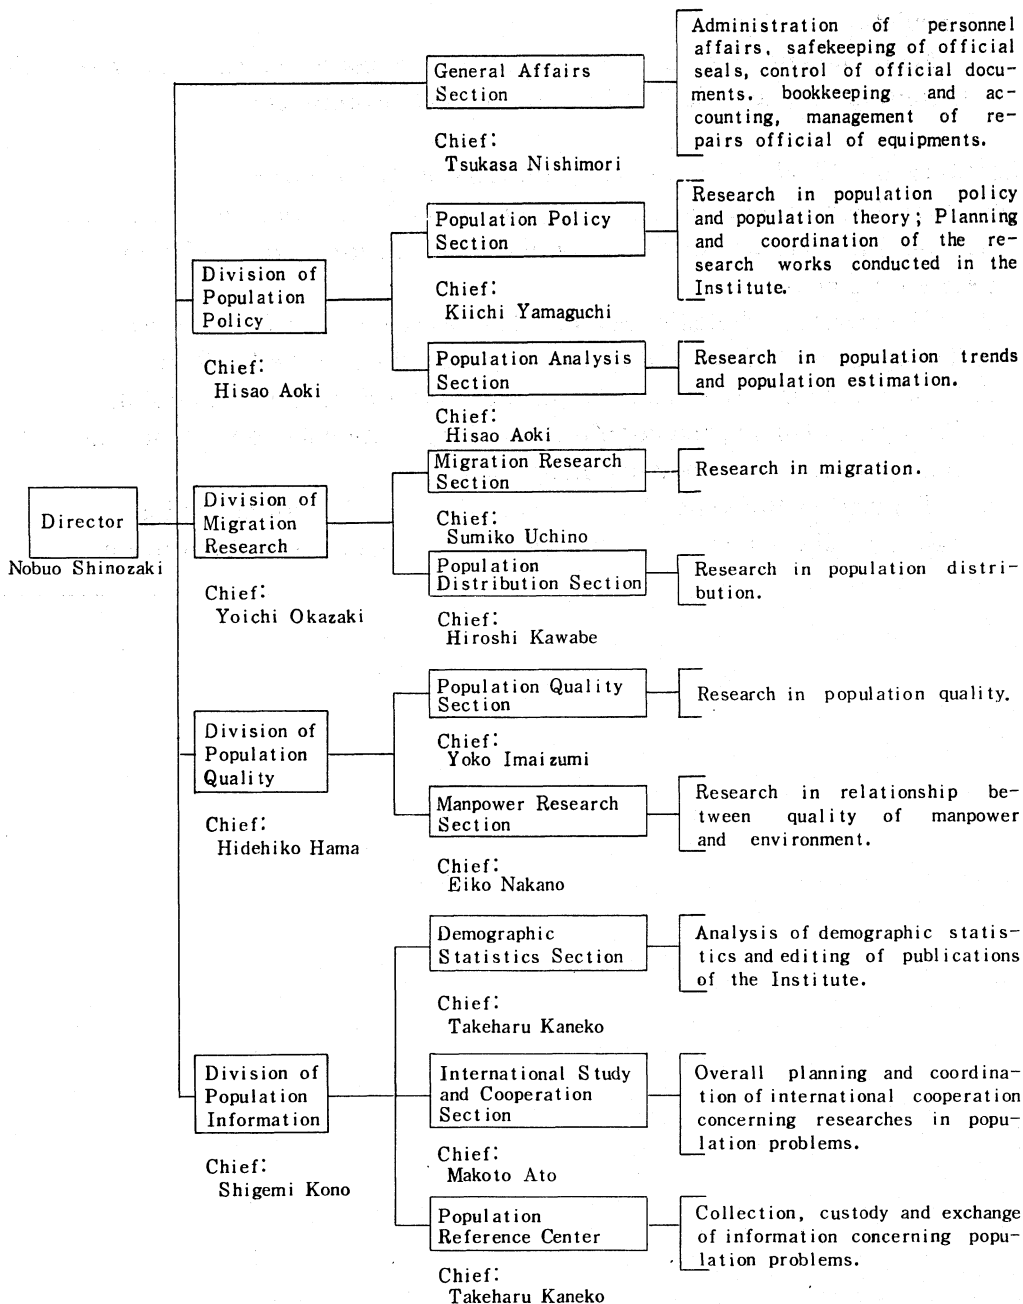 Director
Nobuo Shinozaki
General Affairs
Section
Chief:
Tsukasa Nishimori
Administration of personnel
affairs, safekeeping of official
seals, control of official docu-
ments. bookkeeping and ac-
counting, management of re-
pairs official of equipments.
Division of
Population
Policy
Chief:
Hisao Aoki
Population Policy
Section
Chief:
Kiichi Yamaguchi
Research in population policy
and population theory; Planning
and coordination of the re-
search works conducted in the
Institute.
Population Analysis
Section
Chief:
Hisao Aoki
Research in population trends
and population estimation.
Division of
Migration
Research
Chief:
Yoichi Okazaki
Migration Research
Section
Chief:
Sumiko Uchino
Research in migration.
Population
Distribution Section
Chief:
Hiroshi Kawabe
Research in population distri-
bution.
Division of
Population
Quality
Chief:
Hidehiko Hama
Population Quality
Section
Chief:
Yoko Imaizumi
Research in population quality.
Manpower Research
Section
Chief:
Eiko Nakano
Research in relationship be-
tween quality of manpower
and environment.
Division of
Population
Information
Chief:
Shigemi Kono
Demographic
Statistics Section
Chief:
Takeharu Kaneko
Analysis of demographic statis-
tics and editing of publications
of the Institute.
International Study
and Cooperation
Section
Chief:
Makoto Ato
Overall planning and coordina-
tion of international cooperation
concerning researches in popu-
lation problems.
Population
Reference Center
Chief:
Takeharu Kaneko
Collection, custody and exchange
of information concerning popu-
lation problems.